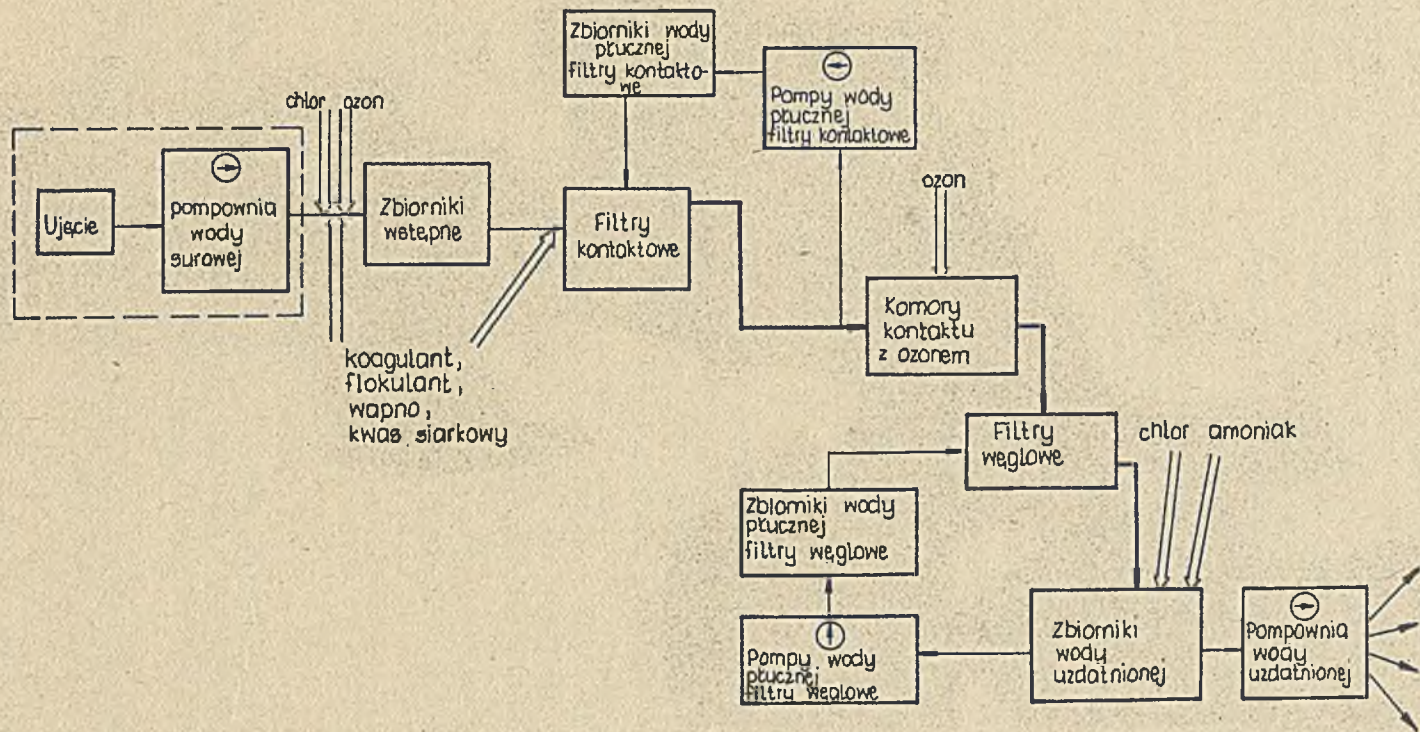 Zbiorniki wody
płucznej
filtry kontakto-
we
Pompy wody
płucznej
filtry kontaktowe
chlor ozon
Ujęcie
pompownia
wody
surowej
Zbiorniki
wstępne
Filtry
kontaktowe
ozon
Komory
kontaktu
z ozonem
koagulant,
flokulant,
wapno,
kwas siarkowy
Filtry
węglowe
chlor amoniak
Zbiorniki wody
płucznej
filtry węglowe
Pompy wody
płucznej
filtry węglowe
Zbiorniki
wody
uzdatnionej
Pompownia
wody
uzdatnionej